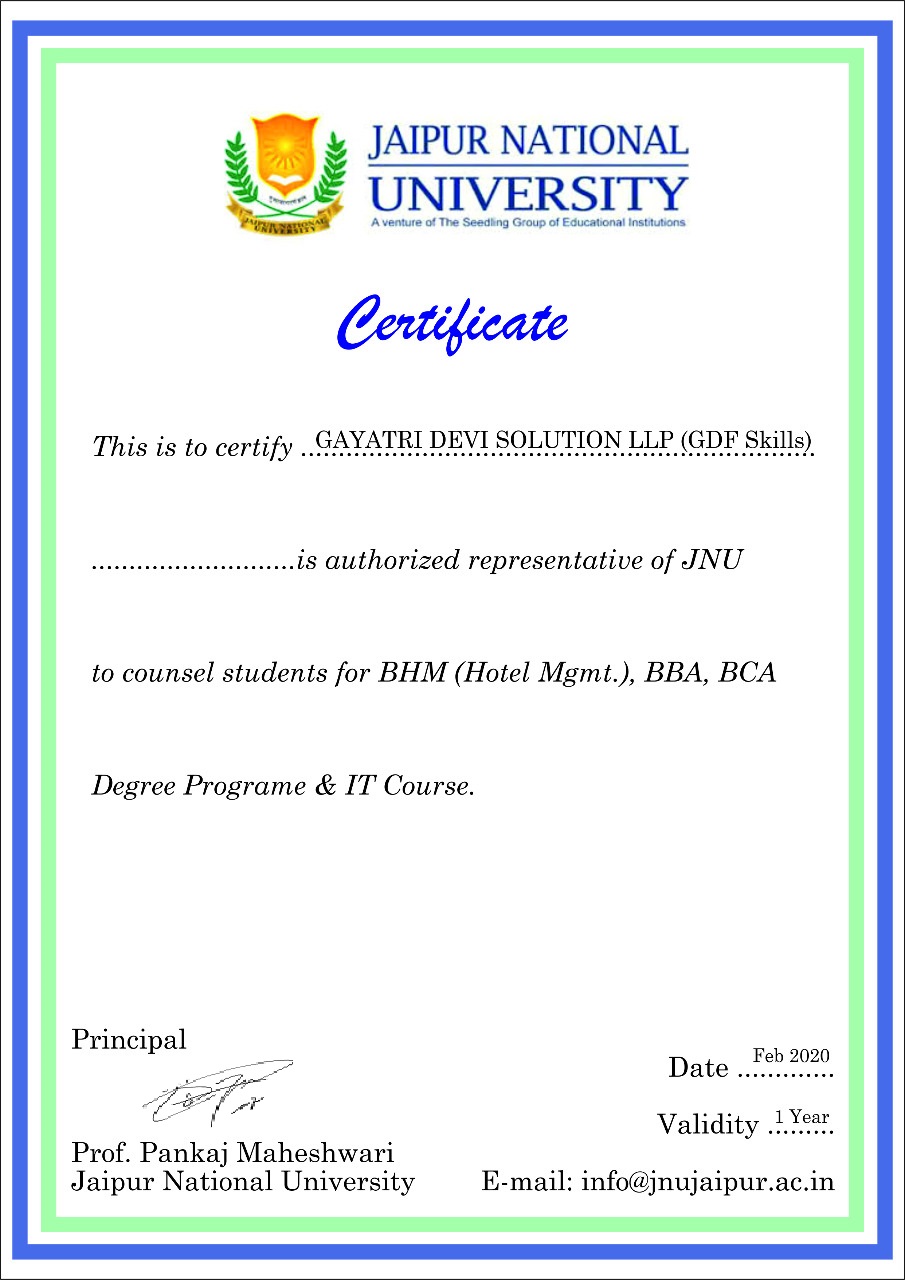 JAIPUR NATIONAL
UNIVERSITY
A venture of The Seedling Group of Educational Institutions
JAIPUR NATIONAL
UNIVERSITY
Certificate
This is to certify ..GAYATRI DEVI SOLUTION LLP (GDF Skills)
...........................is authorized representative of JNU
to counsel students for BHM (Hotel Mgmt.), BBA, BCA
Degree Programe & IT Course.
Principal
Date Feb 2020
Validity 1 Year
Prof. Pankaj Maheshwari
Jaipur National University
E-mail: info@jnujaipur.ac.in